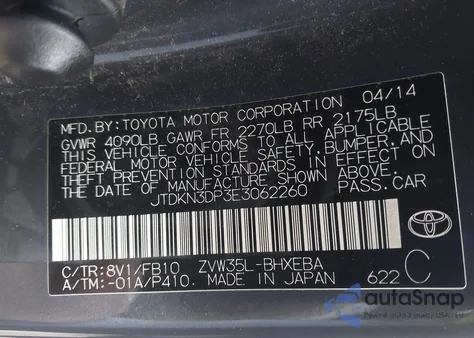 MFD.BY:TOYOTA MOTOR CORPORATION 04/14
GVWR 4090LB GAWR FR 2270LB RR 2175LB
THIS VEHICLE CONFORMS TO ALL APPLICABLE
FEDERAL MOTOR VEHICLE SAFETY,BUMPER,AND
THEFT PREVENTION STANDARDS IN EFFECT ON
THE DATE OF MANUFACTURE SHOWN ABOVE.
JTDKN3DP3E3062260 PASS.CAR
C/TR:8V1/FB10 ZVW35L-BHXEBA
A/TM:-01A/P410. MADE IN JAPAN 622 C
TOYOTA
autaSnap